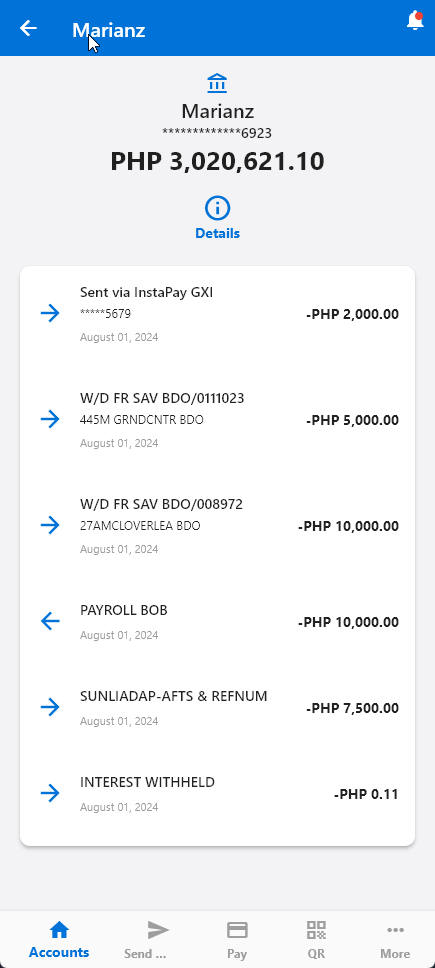 Marianz
Marianz
*************6923
PHP 3,020,621.10
Details
Sent via InstaPay GXI
*****5679
-PHP 2,000.00
August 01, 2024
W/D FR SAV BDO/0111023
445M GRNDCNTR BDO
-PHP 5,000.00
August 01, 2024
W/D FR SAV BDO/008972
27AMCLOVERLEA BDO
-PHP 10,000.00
August 01, 2024
PAYROLL BOB
-PHP 10,000.00
August 01, 2024
SUNLIADAP-AFTS & REFNUM
-PHP 7,500.00
August 01, 2024
INTEREST WITHHELD
-PHP 0.11
August 01, 2024
Accounts
Send ...
Pay
QR
More